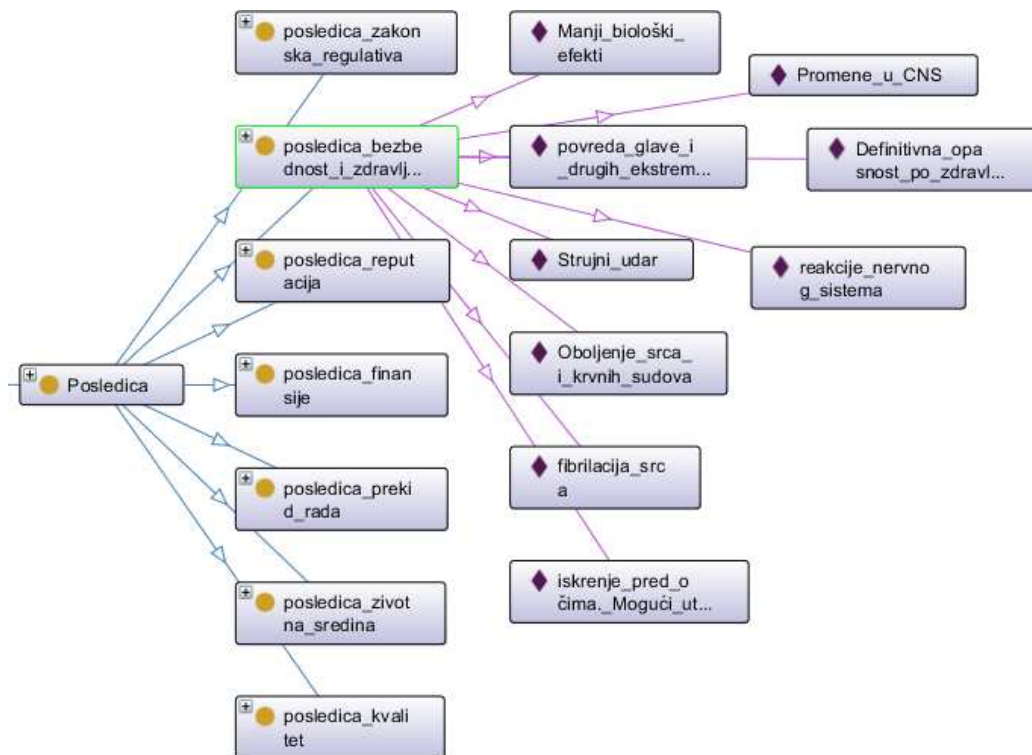 posledica_zakon
ska_regulativa
Manji_biološki_
efekti
Promene_u_CNS
posledica_bezbe
dnost_i_zdravlj...
povreda_glave_i
_drugih_ekstrem...
Definitivna_opa
snost_po_zdravl...
posledica_reput
acija
Strujni_udar
reakcije_nervno
g_sistema
Posledica
posledica_finan
sije
Oboljenje_srca_
i_krvnih_sudova
posledica_preki
d_rada
fibrilacija_src
a
posledica_zivot
na_sredina
iskrenje_pred_o
čima._Mogući_ut...
posledica_kvali
tet